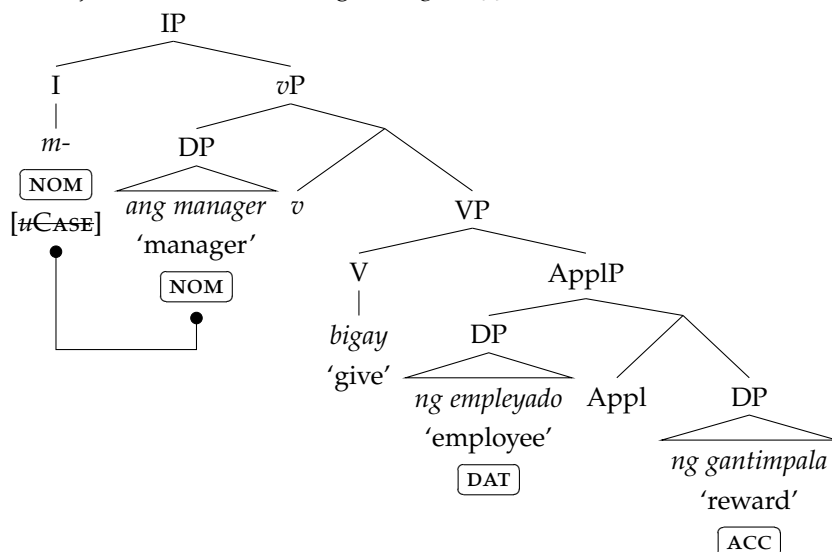 IP
I
vP
m-
DP
NOM
ang manager
v
VP
[uCASE]
'manager'
V
ApplP
NOM
bigay
DP
'give'
ng empleyado
Appl
DP
'employee'
ng gantimpala
DAT
'reward'
ACC